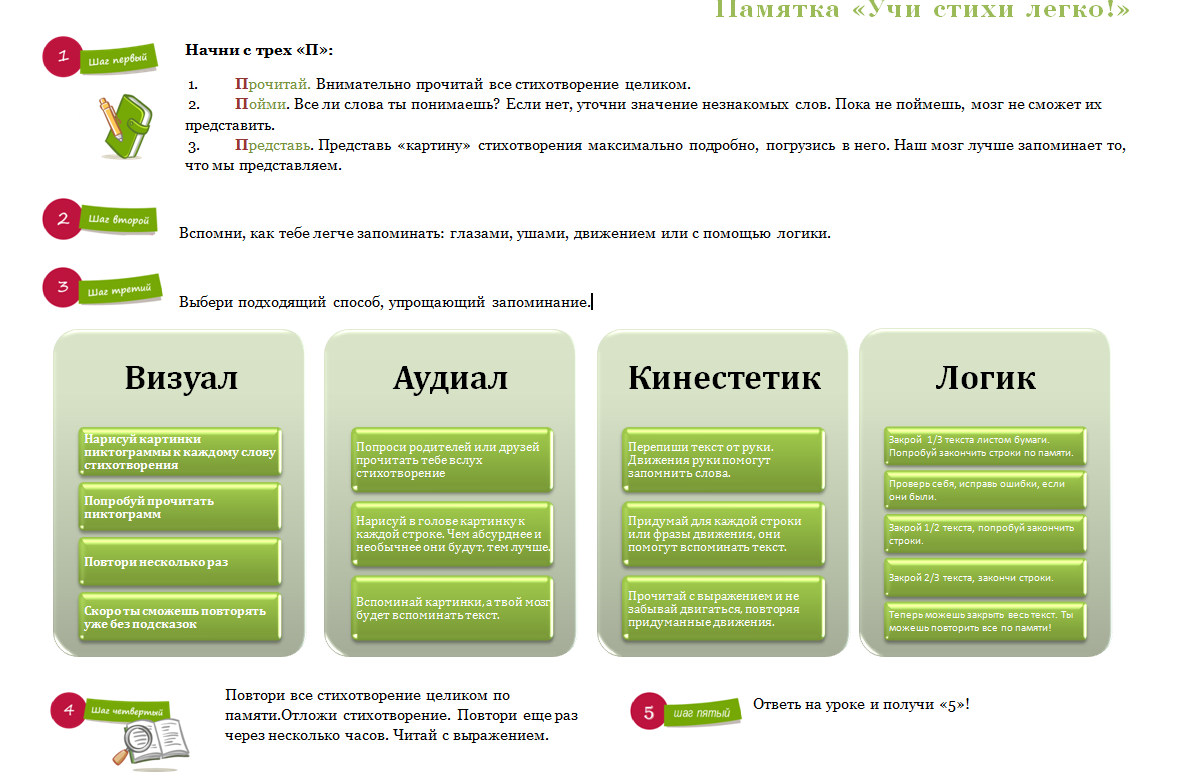 Памятка «Учи стихи легко!»
1 Шаг первый
Начни с трех «П»:
1. Прочитай. Внимательно прочитай все стихотворение целиком.
2. Пойми. Все ли слова ты понимаешь? Если нет, уточни значение незнакомых слов. Пока не поймешь, мозг не сможет их
представить.
3. Представь. Представь «картину» стихотворения максимально подробно, погрузись в него. Наш мозг лучше запоминает то,
что мы представляем.
2 Шаг второй
Вспомни, как тебе легче запоминать: глазами, ушами, движением или с помощью логики.
3 Шаг третий
Выбери подходящий способ, упрощающий запоминание.
Визуал
Нарисуй картинки
пиктограммы к каждому слову
стихотворения
Попробуй прочитать
пиктограмм
Повтори несколько раз
Скоро ты сможешь повторять
уже без подсказок
Аудиал
Попроси родителей или друзей
прочитать тебе вслух
стихотворение
Нарисуй в голове картинку к
каждой строке. Чем абсурднее и
необычнее они будут, тем лучше.
Вспоминай картинки, а твой мозг
будет вспоминать текст.
Кинестетик
Перепиши текст от руки.
Движения руки помогут
запомнить слова.
Придумай для каждой строки
или фразы движения, они
помогут вспоминать текст.
Прочитай с выражением и не
забывай двигаться, повторяя
придуманные движения.
Логик
Закрой 1/3 текста листом бумаги.
Попробуй закончить строки по памяти.
Проверь себя, исправь ошибки, если
они были.
Закрой 1/2 текста, попробуй закончить
строки.
Закрой 2/3 текста, закончи строки.
Теперь можешь закрыть весь текст. Ты
можешь повторить все по памяти!
4 Шаг четвертый
Повтори все стихотворение целиком по
памяти.Отложи стихотворение. Повтори еще раз
через несколько часов. Читай с выражением.
5 шаг пятый
Ответь на уроке и получи «5»!